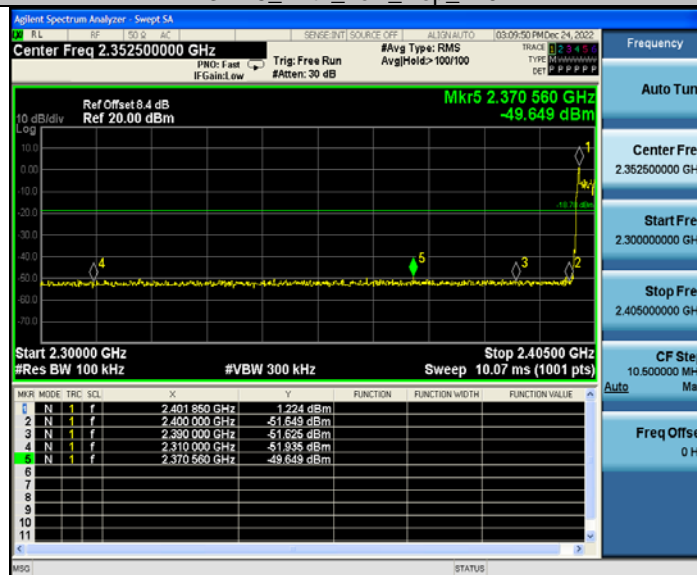 Agilent Spectrum Analyzer - Swept SA
RL RF 50 Ω AC SENSE:INT SOURCE OFF ALIGN AUTO 03:09:50 PM Dec 24, 2022
Center Freq 2.352500000 GHz
PNO: Fast
IFGain:Low
Trig: Free Run
#Atten: 30 dB
#Avg Type: RMS
Avg|Hold:> 100/100
TRACE 1 2 3 4 5 6
TYPE M
DET P P P P P P
Ref Offset 8.4 dB
10 dB/div Ref 20.00 dBm
Log
Mkr5 2.370 560 GHz
-49.649 dBm
10.0
0.00
-10.0
-20.0
-30.0
-40.0
-50.0
-60.0
-70.0
1
4
5
3
2
Start 2.30000 GHz Stop 2.40500 GHz
#Res BW 100 kHz #VBW 300 kHz Sweep 10.07 ms (1001 pts)
MKR MODE TRC SCL X Y FUNCTION FUNCTION WIDTH FUNCTION VALUE
1 N 1 f 2.401 850 GHz 1.224 dBm
2 N 1 f 2.400 000 GHz -51.649 dBm
3 N 1 f 2.390 000 GHz -51.625 dBm
4 N 1 f 2.310 000 GHz -51.935 dBm
5 N 1 f 2.370 560 GHz -49.649 dBm
6
7
8
9
10
11
MSG STATUS
Frequency
Auto Tun
Center Fre
2.352500000 GH
Start Fre
2.300000000 GH
Stop Fre
2.405000000 GH
CF Ste
10.500000 MH
Auto Ma
Freq Offse
0 H